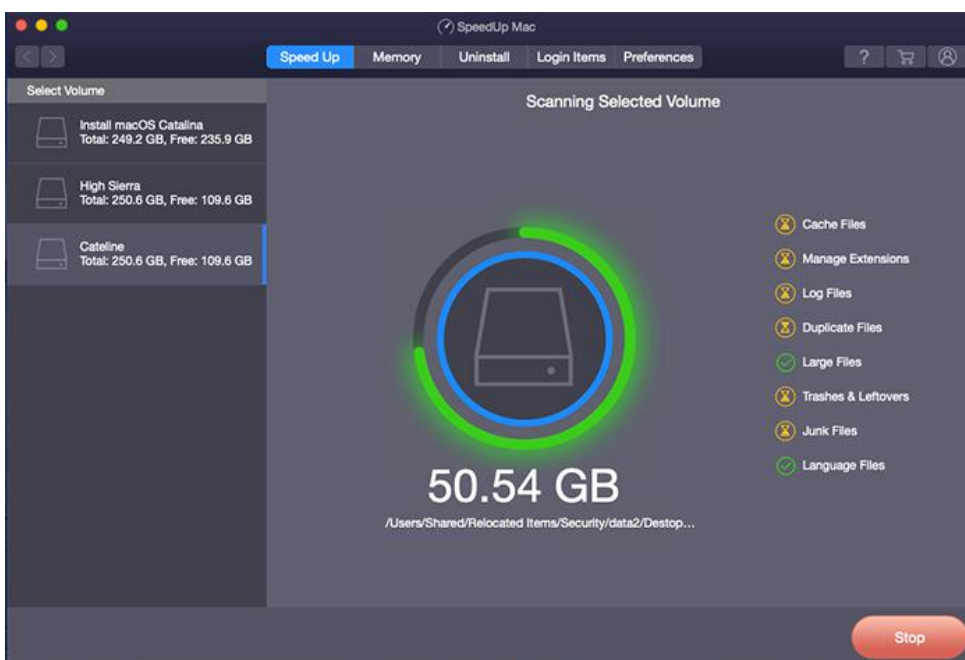 SpeedUp Mac
Speed Up Memory Uninstall Login Items Preferences ?
Select Volume
Install macOS Catalina
Total: 249.2 GB, Free: 235.9 GB
High Sierra
Total: 250.6 GB, Free: 109.6 GB
Cateline
Total: 250.6 GB, Free: 109.6 GB
Scanning Selected Volume
50.54 GB
/Users/Shared/Relocated Items/Security/data2/Destop...
Cache Files
Manage Extensions
Log Files
Duplicate Files
Large Files
Trashes & Leftovers
Junk Files
Language Files
Stop